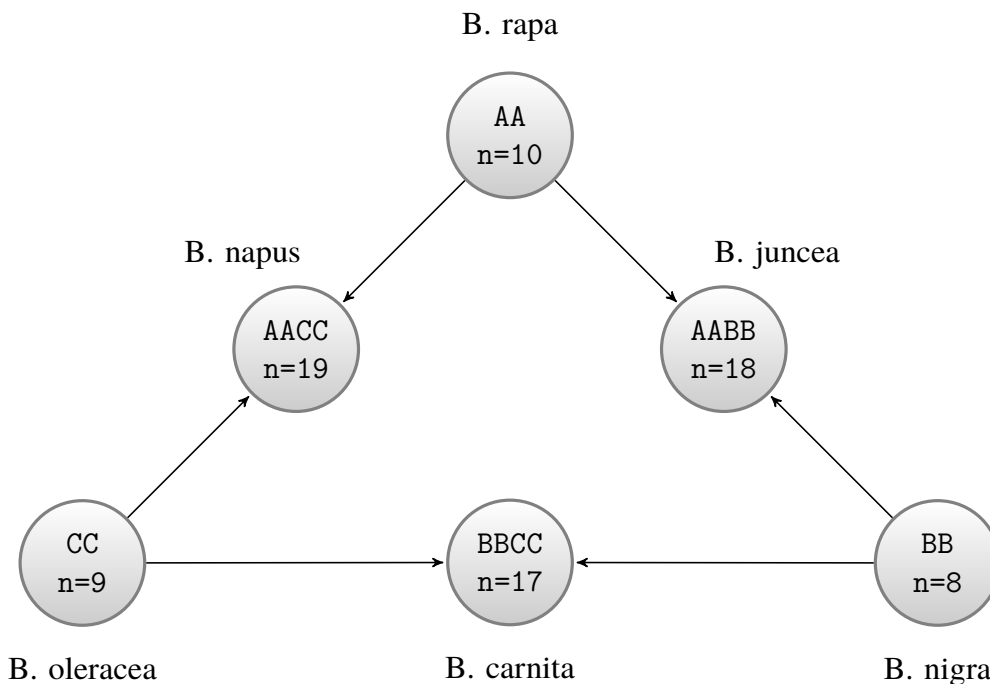 B. rapa
AA
n=10
B. napus
B. juncea
AACC
n=19
AABB
n=18
CC
n=9
BBCC
n=17
BB
n=8
B. oleracea
B. carnita
B. nigra